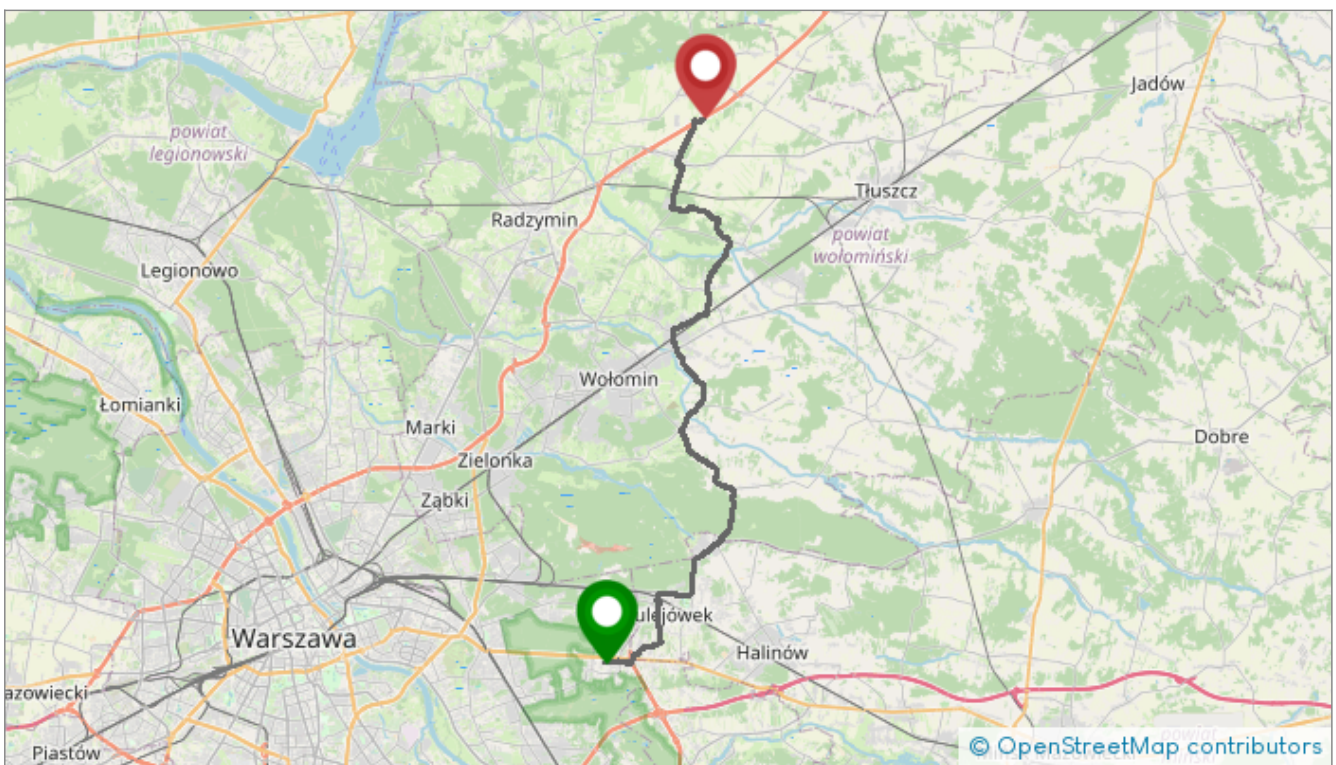 Jadów
powiat
legionowski
Tłuszcz
Radzymin
powiat
wołomiński
Legionowo
Wołomin
Łomianki
Marki
Dobre
Zielonka
Ząbki
ulejówek
Warszawa
Halinów
azowiecki
Piastów
© OpenStreetMap contributors